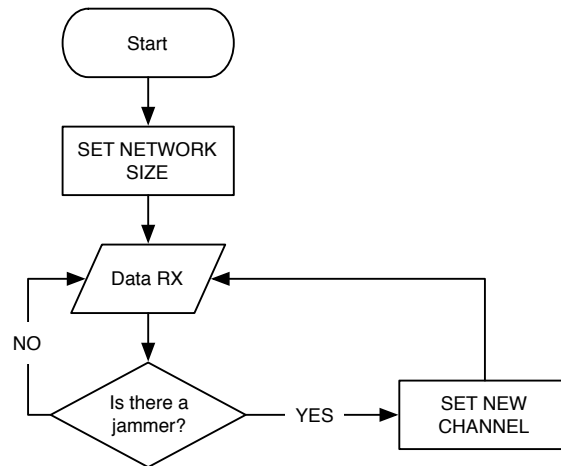 Start
SET NETWORK
SIZE
Data RX
NO
Is there a
jammer?
YES
SET NEW
CHANNEL